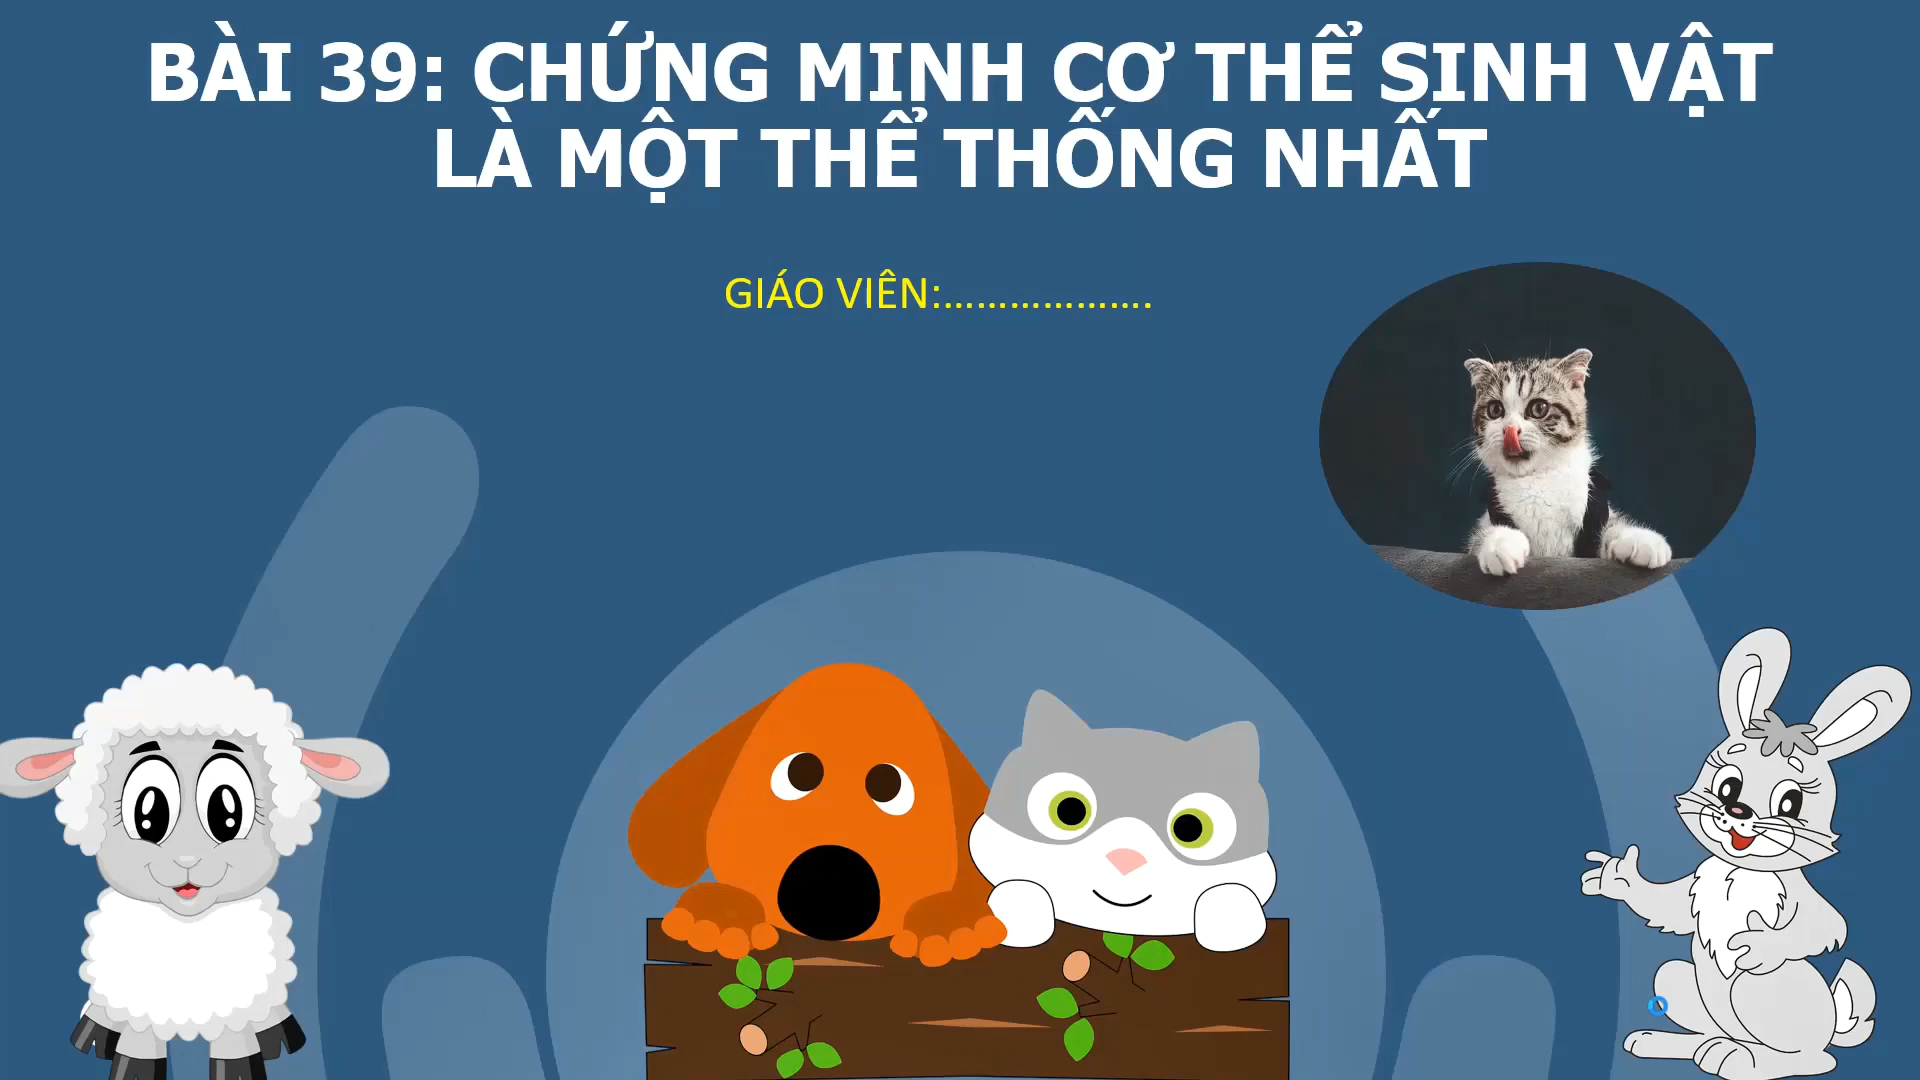 BÀI 39: CHỨNG MINH CƠ THỂ SINH VẬT
LÀ MỘT THỂ THỐNG NHẤT
GIÁO VIÊN:……………….